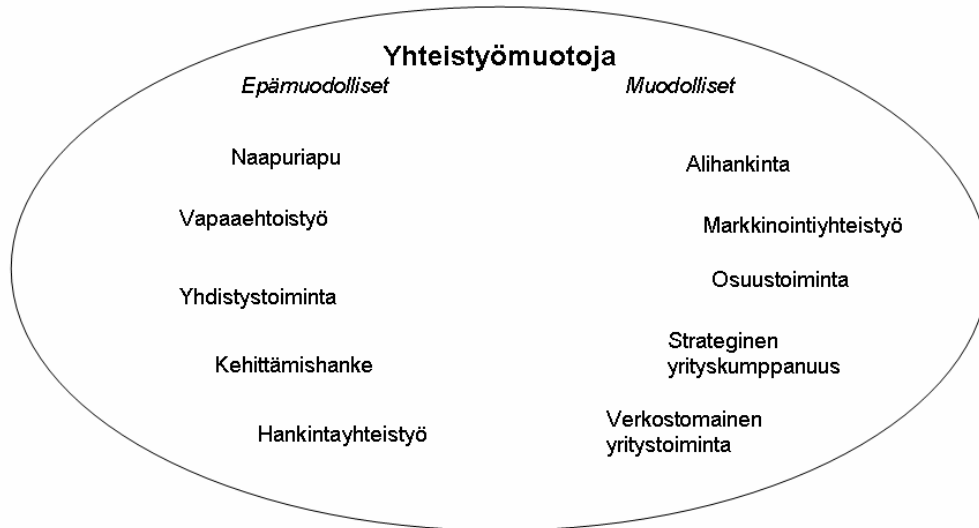 Yhteistyömuotoja
Epämuodolliset
Muodolliset
Naapuriapu
Alihankinta
Vapaaehtoistyö
Markkinointiyhteistyö
Osuustoiminta
Yhdistystoiminta
Strateginen
yrityskumppanuus
Kehittämishanke
Hankintayhteistyö
Verkostomainen
yritystoiminta